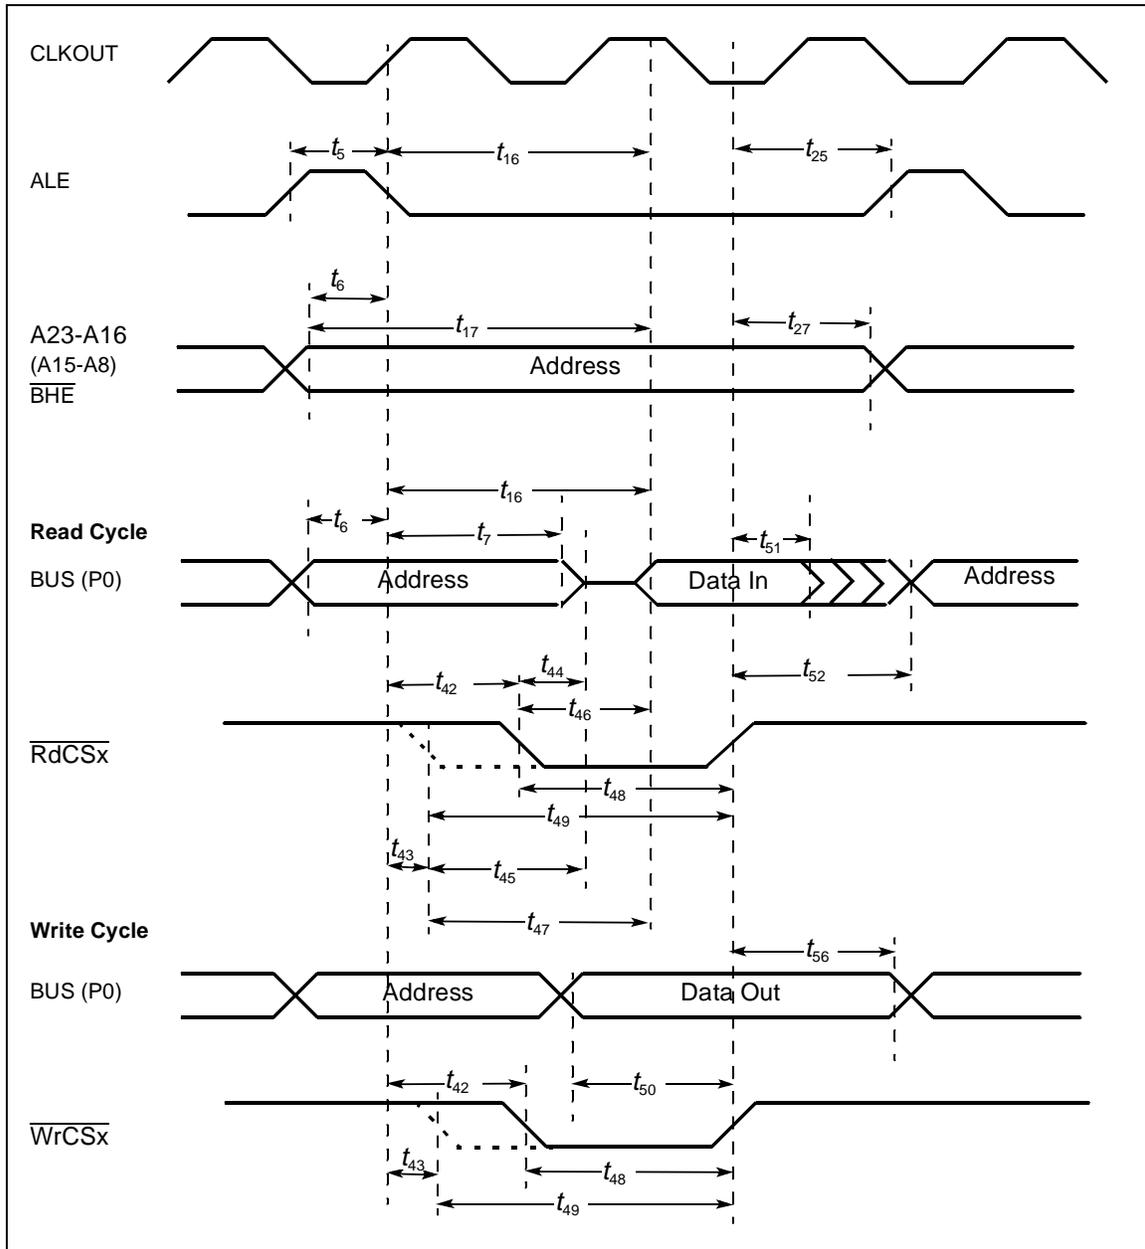 CLKOUT
t5
t16
t25
ALE
t6
t17
t27
A23-A16
(A15-A8)
BHE
Address
t16
Read Cycle
t6
t7
t51
BUS (P0)
Address
Data In
Address
t44
t42
t52
t46
RdCSx
t48
t49
t43
t45
t47
Write Cycle
t56
BUS (P0)
Address
Data Out
t42
t50
WrCSx
t43
t48
t49